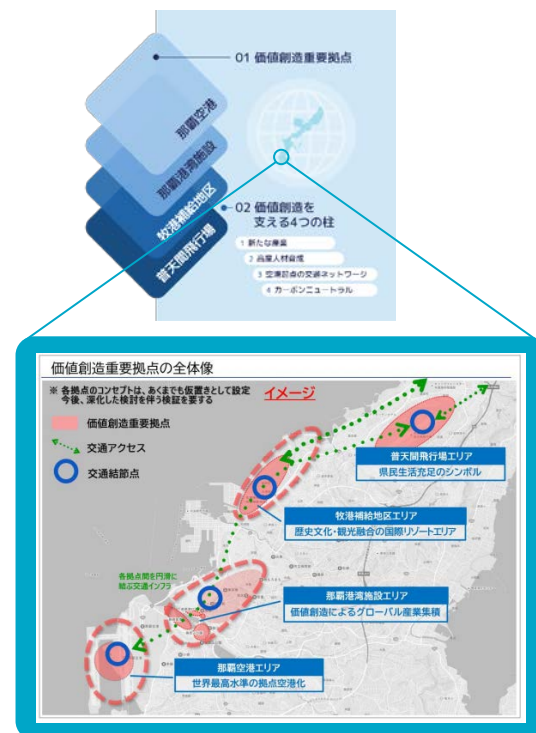 01 価値創造重要拠点
那覇空港
那覇港湾施設
牧港補給地区
普天間飛行場
02 価値創造を
支える4つの柱
1 新たな産業
2 高度人材育成
3 空港起点の交通ネットワーク
4 カーボンニュートラル
価値創造重要拠点の全体像
※ 各拠点のコンセプトは、あくまでも仮置きとして設定
今後、深化した検討を伴う検証を要する
イメージ
価値創造重要拠点
交通アクセス
交通結節点
普天間飛行場エリア
県民生活充足のシンボル
牧港補給地区エリア
歴史文化・観光融合の国際リゾートエリア
各拠点間を円滑に
結ぶ交通インフラ
那覇港湾施設エリア
価値創造によるグローバル産業集積
那覇空港エリア
世界最高水準の拠点空港化